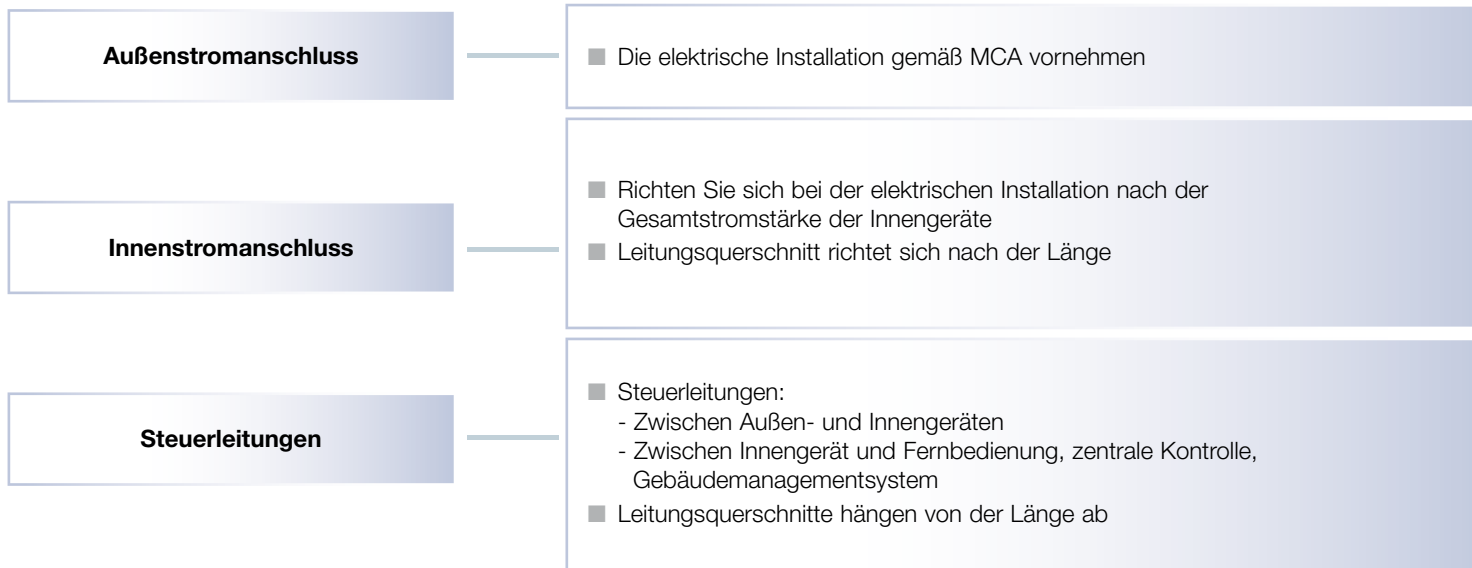 Außenstromanschluss
■ Die elektrische Installation gemäß MCA vornehmen
Innenstromanschluss
■ Richten Sie sich bei der elektrischen Installation nach der
Gesamtstromstärke der Innengeräte
■ Leitungsquerschnitt richtet sich nach der Länge
Steuerleitungen
■ Steuerleitungen:
- Zwischen Außen- und Innengeräten
- Zwischen Innengerät und Fernbedienung, zentrale Kontrolle,
Gebäudemanagementsystem
■ Leitungsquerschnitte hängen von der Länge ab